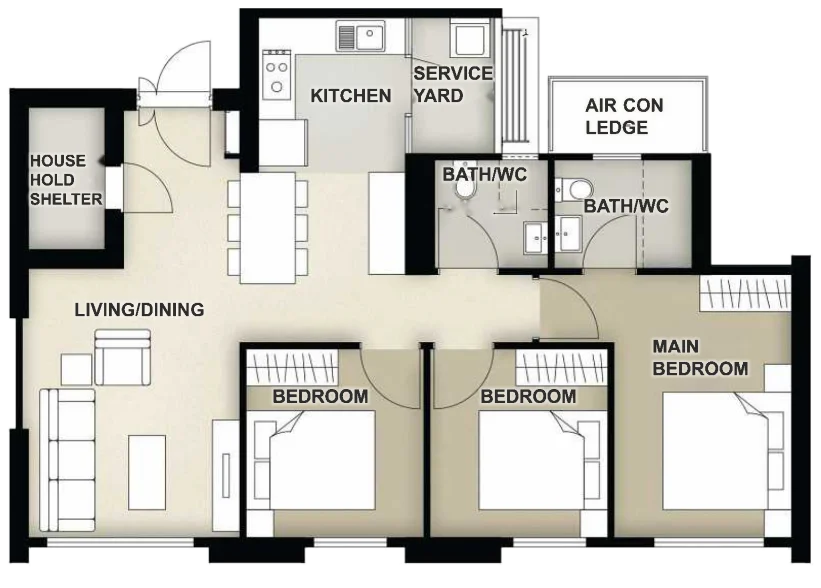 KITCHEN
SERVICE
YARD
AIR CON
LEDGE
HOUSE
HOLD
SHELTER
BATH/WC
BATH/WC
LIVING/DINING
MAIN
BEDROOM
BEDROOM
BEDROOM